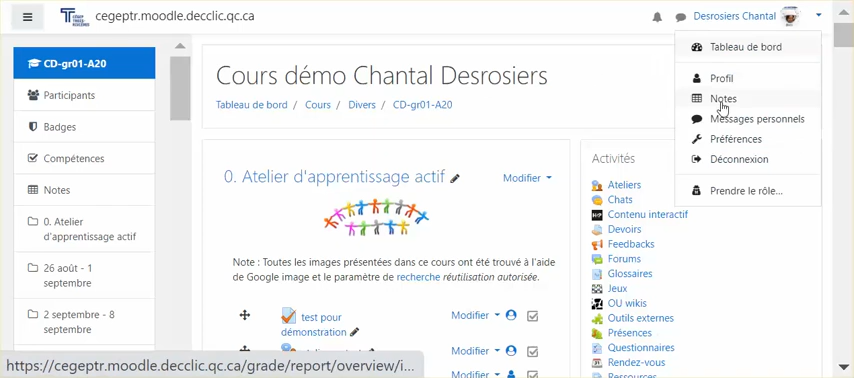 CÉGEP
TROIS-RIVIÈRES
cegeptr.moodle.decclic.qc.ca
Desrosiers Chantal
Tableau de bord
Profil
Notes
Messages personnels
Préférences
Déconnexion
Prendre le rôle...
CD-gr01-A20
Participants
Badges
Compétences
Notes
0. Atelier
d'apprentissage actif
26 août - 1
septembre
2 septembre - 8
septembre
Cours démo Chantal Desrosiers
Tableau de bord / Cours / Divers / CD-gr01-A20
0. Atelier d'apprentissage actif
Modifier
Note : Toutes les images présentées dans ce cours ont été trouvé à l'aide
de Google image et le paramètre de recherche réutilisation autorisée.
test pour
démonstration
Modifier
Modifier
Modifier
Activités
Ateliers
Chats
H-P
Contenu interactif
Devoirs
Feedbacks
Forums
Glossaires
Jeux
OU wikis
Outils externes
Présences
Questionnaires
Rendez-vous
Ressources
https://cegeptr.moodle.decclic.qc.ca/grade/report/overview/i...